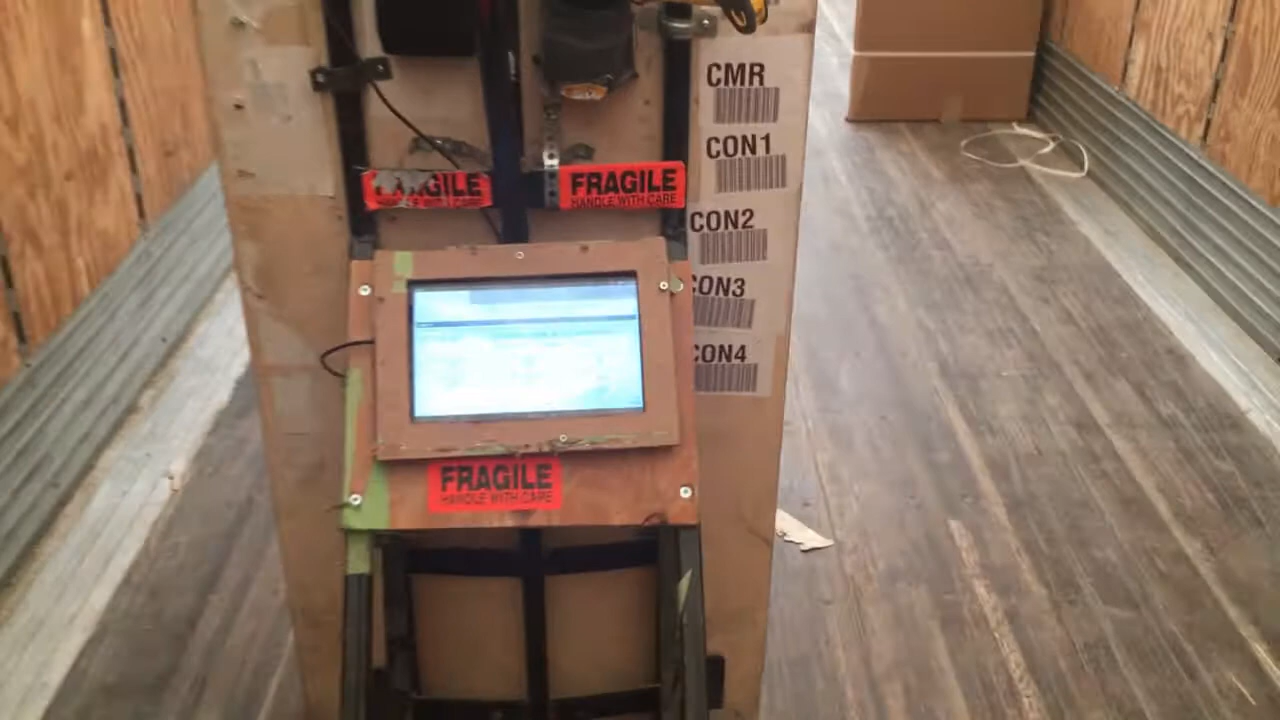 CMR
CON1
FRAGILE
HANDLE WITH CARE
FRAGILE
HANDLE WITH CARE
CON2
CON3
CON4
FRAGILE
HANDLE WITH CARE